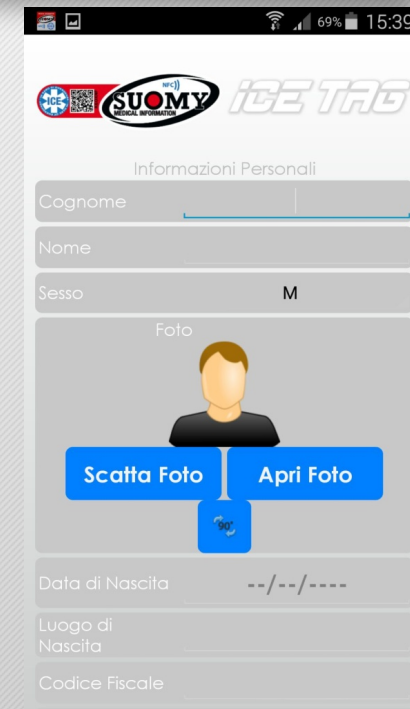 69% 15:39
ICE SUOMY NFC)) ICE TAG
MEDICAL INFORMATION
Informazioni Personali
Cognome
Nome
Sesso M
Foto
Scatta Foto Apri Foto
90°
Data di Nascita --/--/----
Luogo di
Nascita
Codice Fiscale